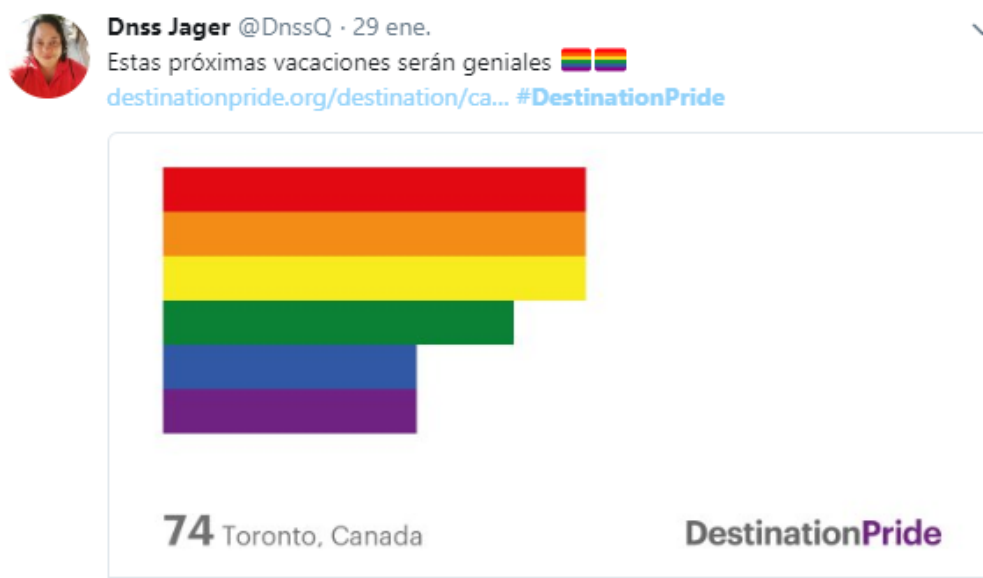 Dnss Jager @DnssQ · 29 ene.
Estas próximas vacaciones serán geniales
destinationpride.org/destination/ca... #DestinationPride
74 Toronto, Canada
DestinationPride